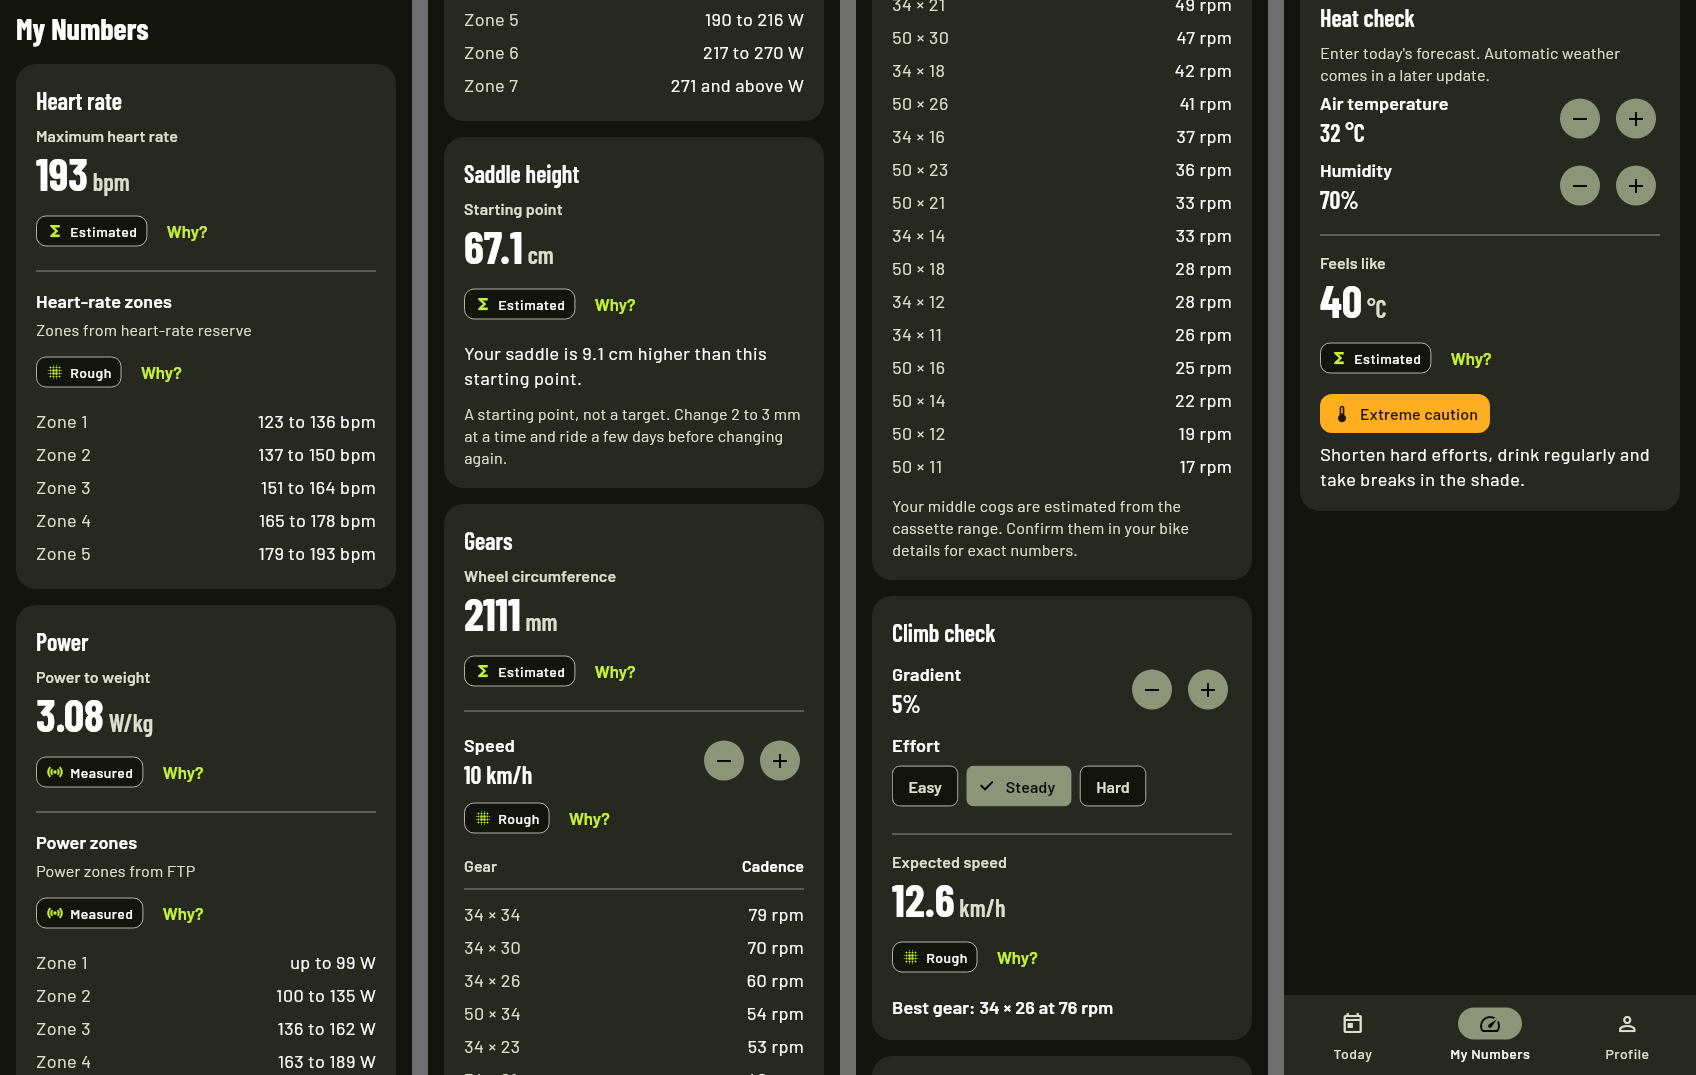 My Numbers
Heart rate
Maximum heart rate
193 bpm
Estimated Why?
Heart-rate zones
Zones from heart-rate reserve
Rough Why?
Zone 1 123 to 136 bpm
Zone 2 137 to 150 bpm
Zone 3 151 to 164 bpm
Zone 4 165 to 178 bpm
Zone 5 179 to 193 bpm
Power
Power to weight
3.08 W/kg
Measured Why?
Power zones
Power zones from FTP
Measured Why?
Zone 1 up to 99 W
Zone 2 100 to 135 W
Zone 3 136 to 162 W
Zone 4 163 to 189 W
Zone 5 190 to 216 W
Zone 6 217 to 270 W
Zone 7 271 and above W
Saddle height
Starting point
67.1 cm
Estimated Why?
Your saddle is 9.1 cm higher than this
starting point.
A starting point, not a target. Change 2 to 3 mm
at a time and ride a few days before changing
again.
Gears
Wheel circumference
2111 mm
Estimated Why?
Speed
10 km/h
Rough Why?
Gear Cadence
34 × 34 79 rpm
34 × 30 70 rpm
34 × 26 60 rpm
50 × 34 54 rpm
34 × 23 53 rpm
34 × 21 49 rpm
50 × 30 47 rpm
34 × 18 42 rpm
50 × 26 41 rpm
34 × 16 37 rpm
50 × 23 36 rpm
50 × 21 33 rpm
34 × 14 33 rpm
50 × 18 28 rpm
34 × 12 28 rpm
34 × 11 26 rpm
50 × 16 25 rpm
50 × 14 22 rpm
50 × 12 19 rpm
50 × 11 17 rpm
Your middle cogs are estimated from the
cassette range. Confirm them in your bike
details for exact numbers.
Climb check
Gradient
5%
Effort
Easy Steady Hard
Expected speed
12.6 km/h
Rough Why?
Best gear: 34 × 26 at 76 rpm
Heat check
Enter today's forecast. Automatic weather
comes in a later update.
Air temperature
32 °C
Humidity
70%
Feels like
40 °C
Estimated Why?
Extreme caution
Shorten hard efforts, drink regularly and
take breaks in the shade.
Today My Numbers Profile